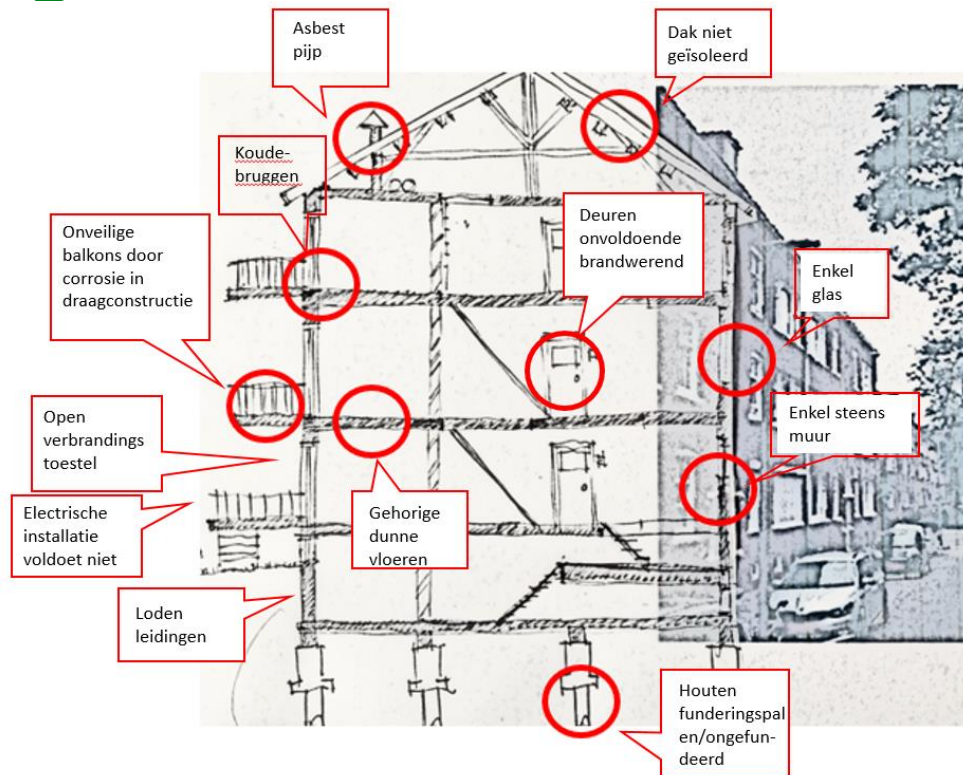 Asbest
pijp
Dak niet
geïsoleerd
Koude-
bruggen
Deuren
onvoldoende
brandwerend
Onveilige
balkons door
corrosie in
draagconstructie
Enkel
glas
Open
verbrandings
toestel
Enkel steens
muur
Electrische
installatie
voldoet niet
Gehorige
dunne
vloeren
Loden
leidingen
Houten
funderingspal
en/ongefun-
deerd